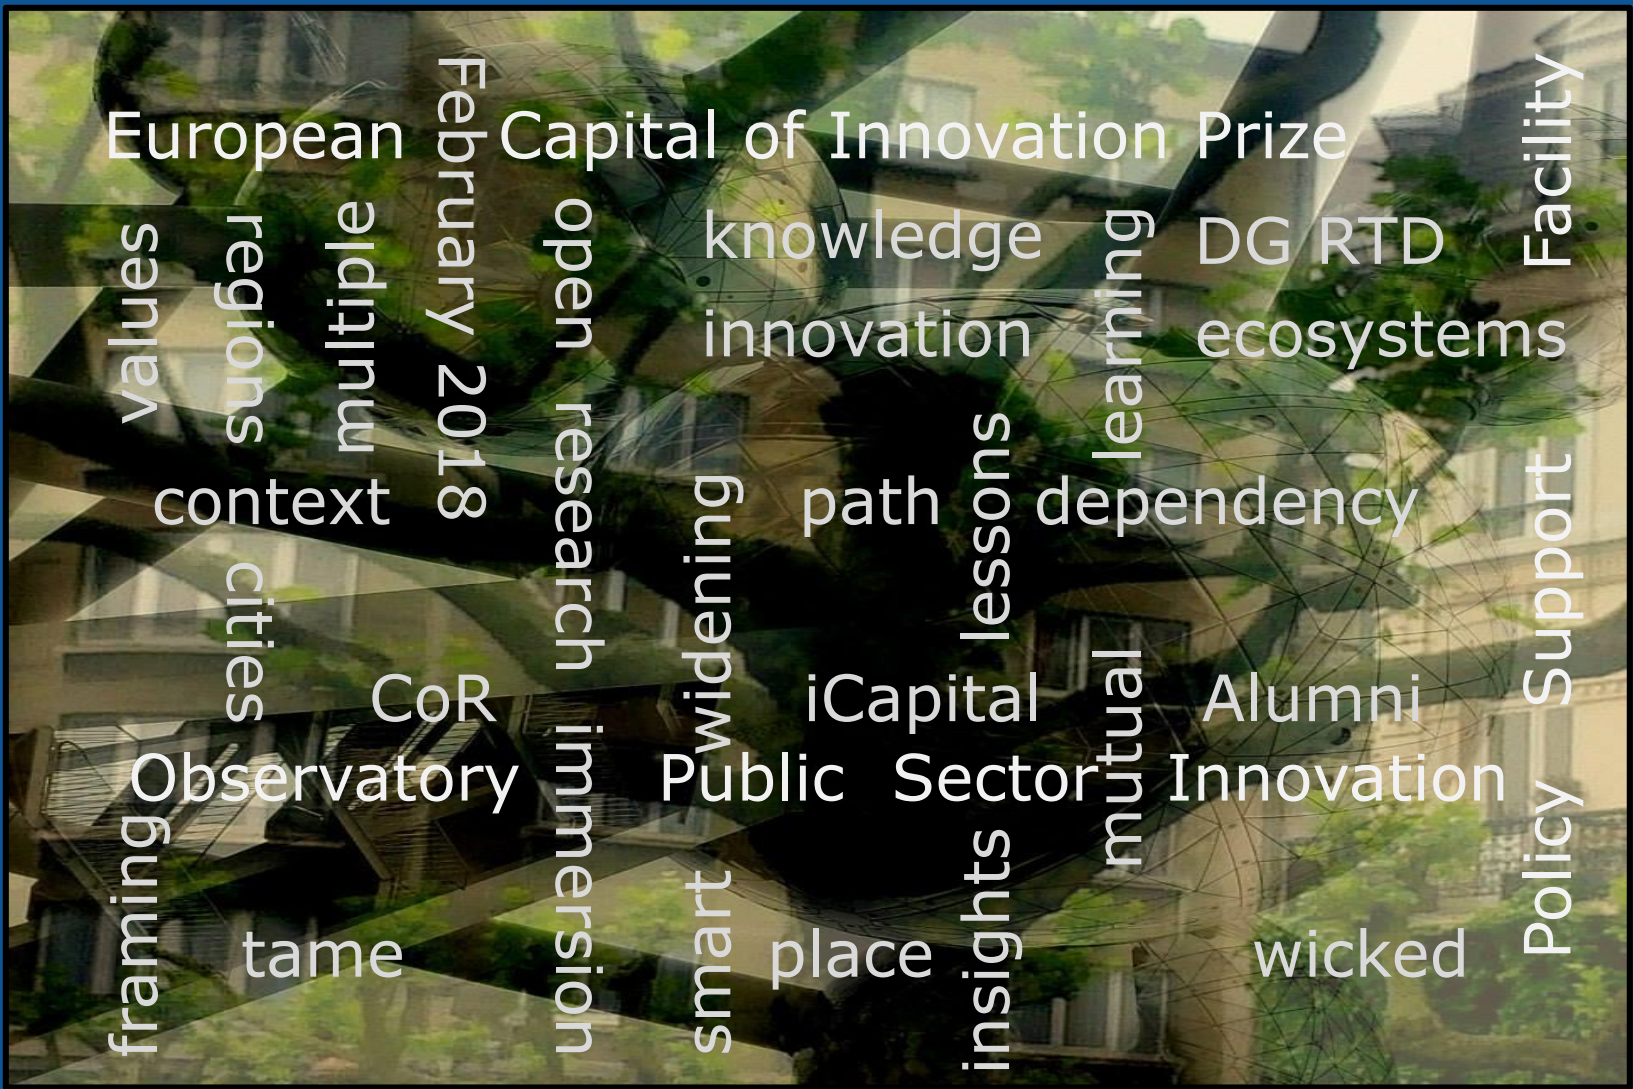 European Capital of Innovation Prize
February 2018
Policy Support Facility
values
regions
multiple
open research immersion
knowledge
learning
DG RTD
innovation
ecosystems
context
path dependency
lessons
widening
cities
CoR
iCapital Alumni
mutual
Observatory Public Sector Innovation
framing
tame
smart
place
insights
wicked